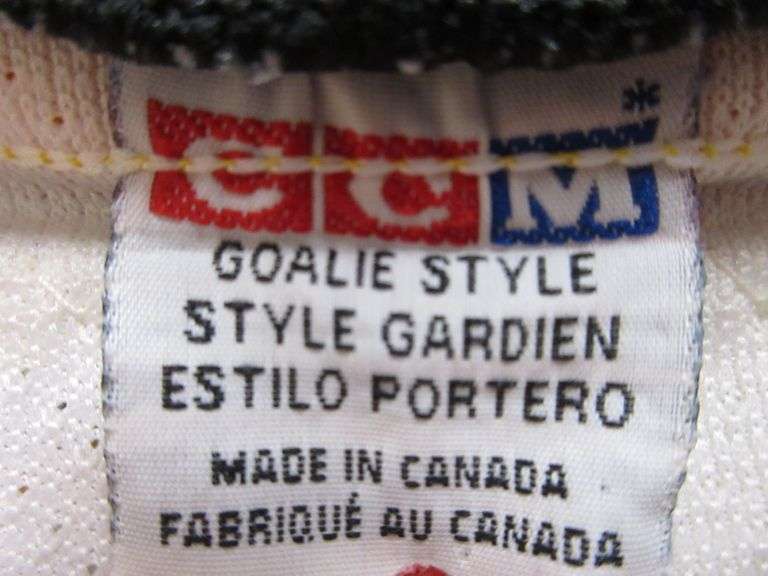 CCM*
GOALIE STYLE
STYLE GARDIEN
ESTILO PORTERO
MADE IN CANADA
FABRIQUÉ AU CANADA